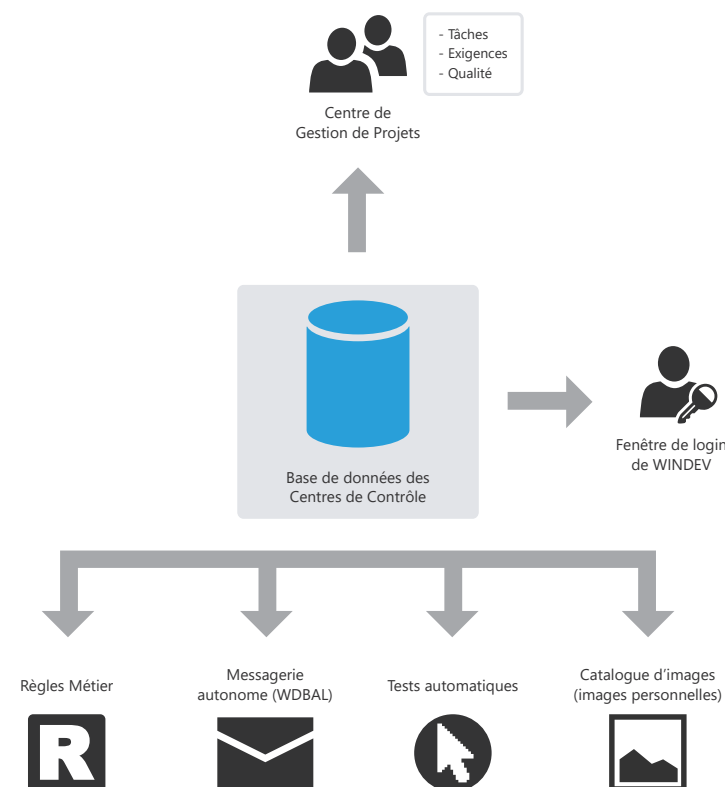 - Tâches
- Exigences
- Qualité
Centre de
Gestion de Projets
Base de données des
Centres de Contrôle
Fenêtre de login
de WINDEV
Règles Métier
Messagerie
autonome (WDBAL)
Tests automatiques
Catalogue d’images
(images personnelles)
R